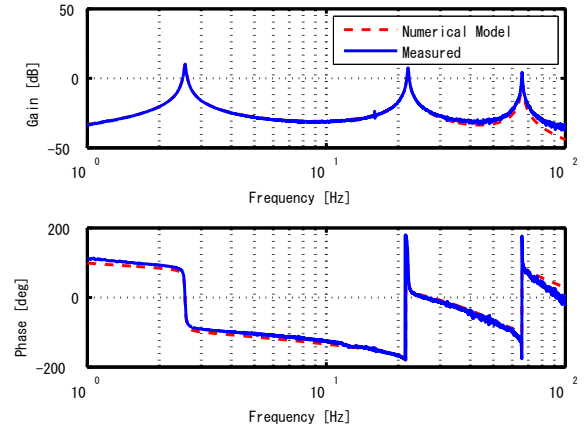 50
0
-50
Gain [dB]
Numerical Model
Measured
10^0
10^1
10^2
Frequency [Hz]
200
0
-200
Phase [deg]
10^0
10^1
10^2
Frequency [Hz]